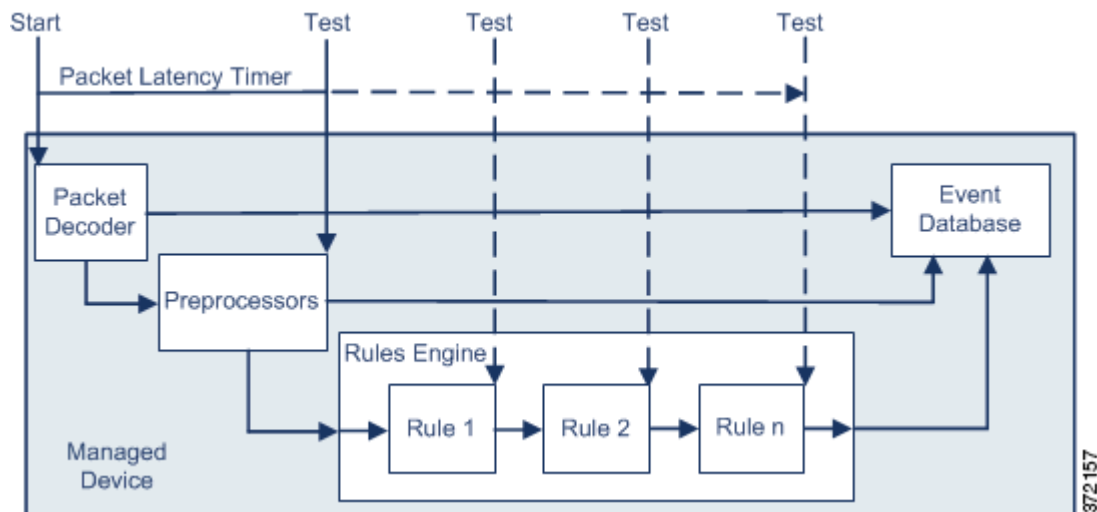 Start
Test
Test
Test
Test
Packet Latency Timer
Packet
Decoder
Event
Database
Preprocessors
Rules Engine
Rule 1
Rule 2
Rule n
Managed
Device
372157